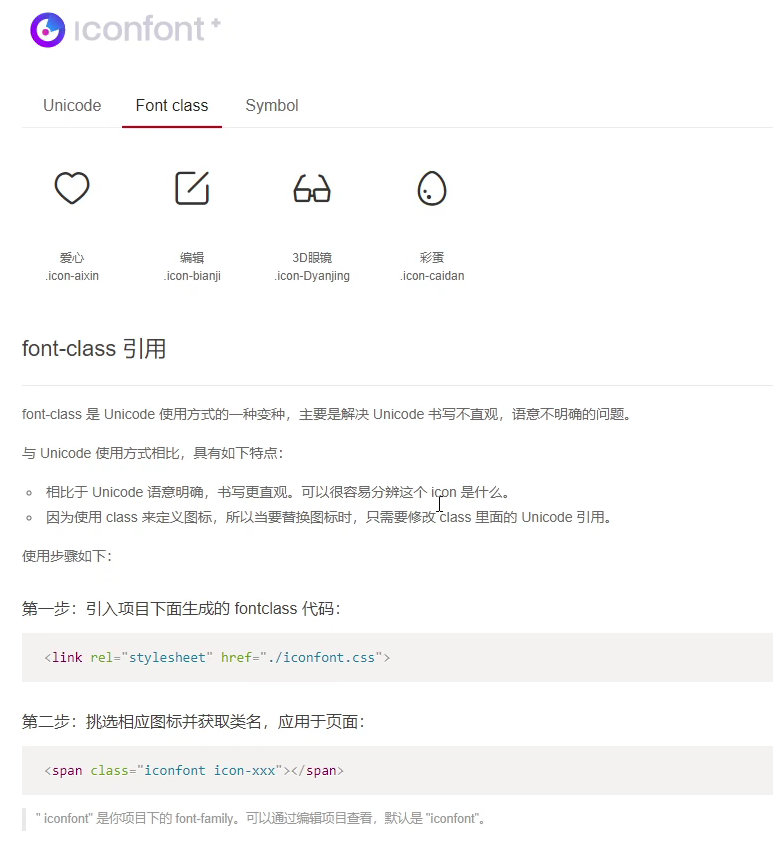 iconfont+
Unicode Font class Symbol
爱心 编辑 3D眼镜 彩蛋
.icon-aixin .icon-bianji .icon-Dyanjing .icon-caidan
font-class 引用
font-class 是 Unicode 使用方式的一种变种，主要是解决 Unicode 书写不直观，语意不明确的问题。
与 Unicode 使用方式相比，具有如下特点：
相比于 Unicode 语意明确，书写更直观。可以很容易分辨这个 icon 是什么。
因为使用 class 来定义图标，所以当要替换图标时，只需要修改 class 里面的 Unicode 引用。
使用步骤如下：
第一步：引入项目下面生成的 fontclass 代码：
<link rel="stylesheet" href="./iconfont.css">
第二步：挑选相应图标并获取类名，应用于页面：
<span class="iconfont icon-xxx"></span>
" iconfont" 是你项目下的 font-family。可以通过编辑项目查看，默认是 "iconfont"。